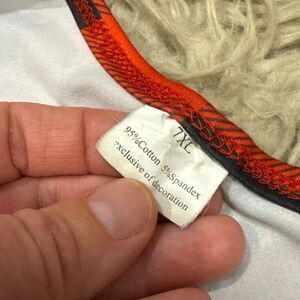 7XL
95%Cotton 5%Spandex
exclusive of decoration